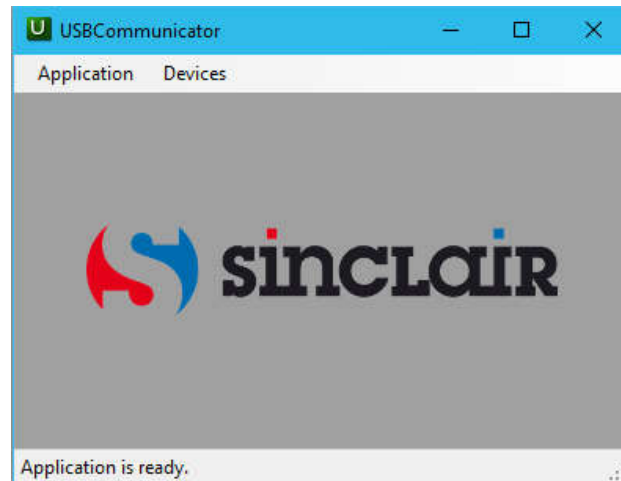 U USBCommunicator
Application Devices
sinclair
Application is ready.